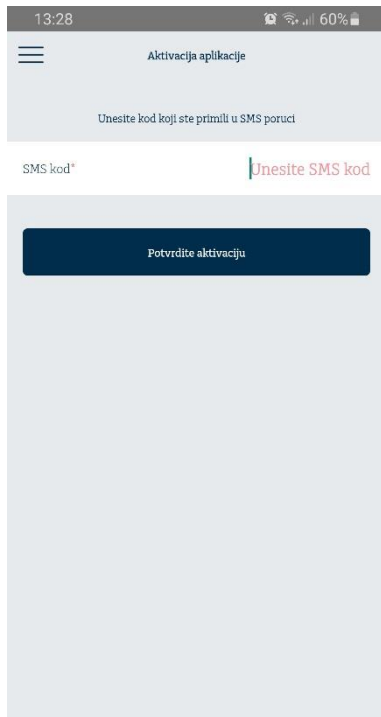 13:28
60%
Aktivacija aplikacije
Unesite kod koji ste primili u SMS poruci
SMS kod*
Unesite SMS kod
Potvrdite aktivaciju